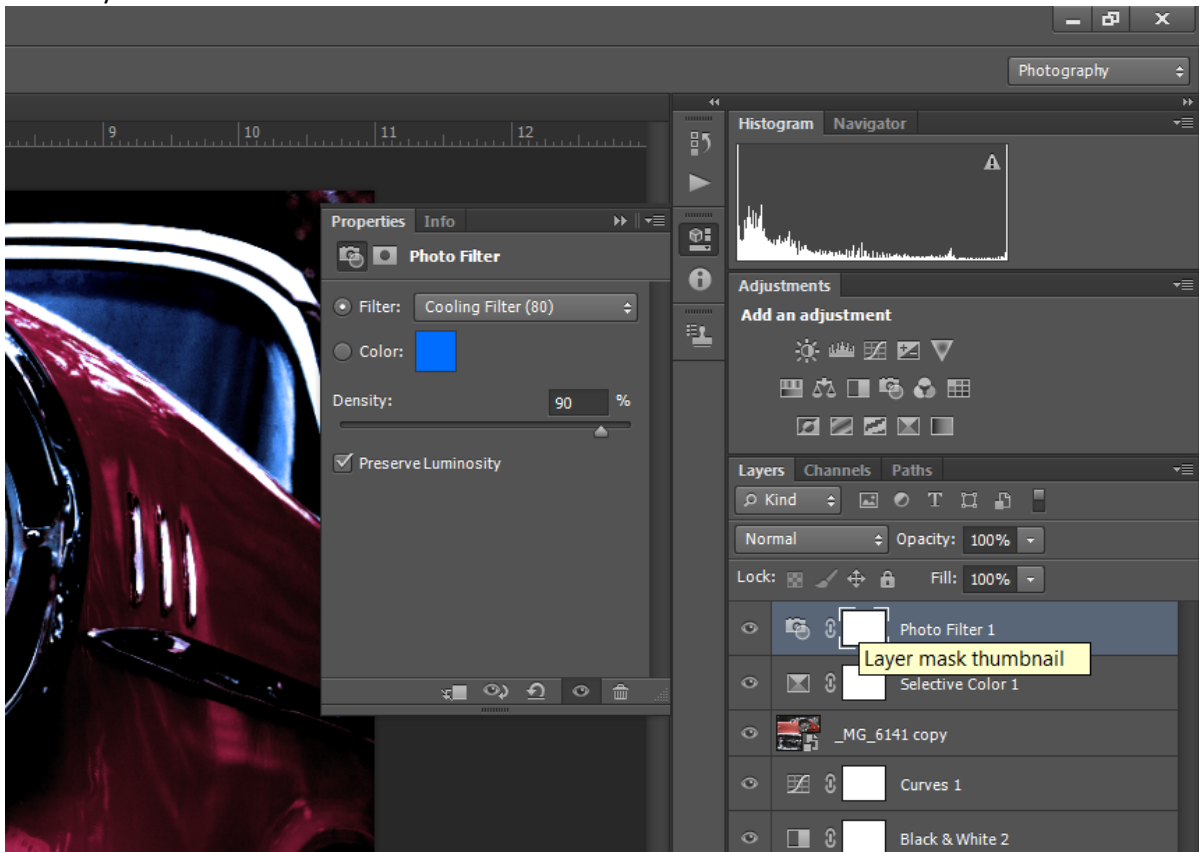 Photography
9 10 11 12
Histogram Navigator
Properties Info
Photo Filter
Filter: Cooling Filter (80)
Color:
Density: 90 %
Preserve Luminosity
Adjustments
Add an adjustment
Layers Channels Paths
Kind T
Normal Opacity: 100%
Lock: Fill: 100%
Photo Filter 1
Layer mask thumbnail
Selective Color 1
_MG_6141 copy
Curves 1
Black & White 2